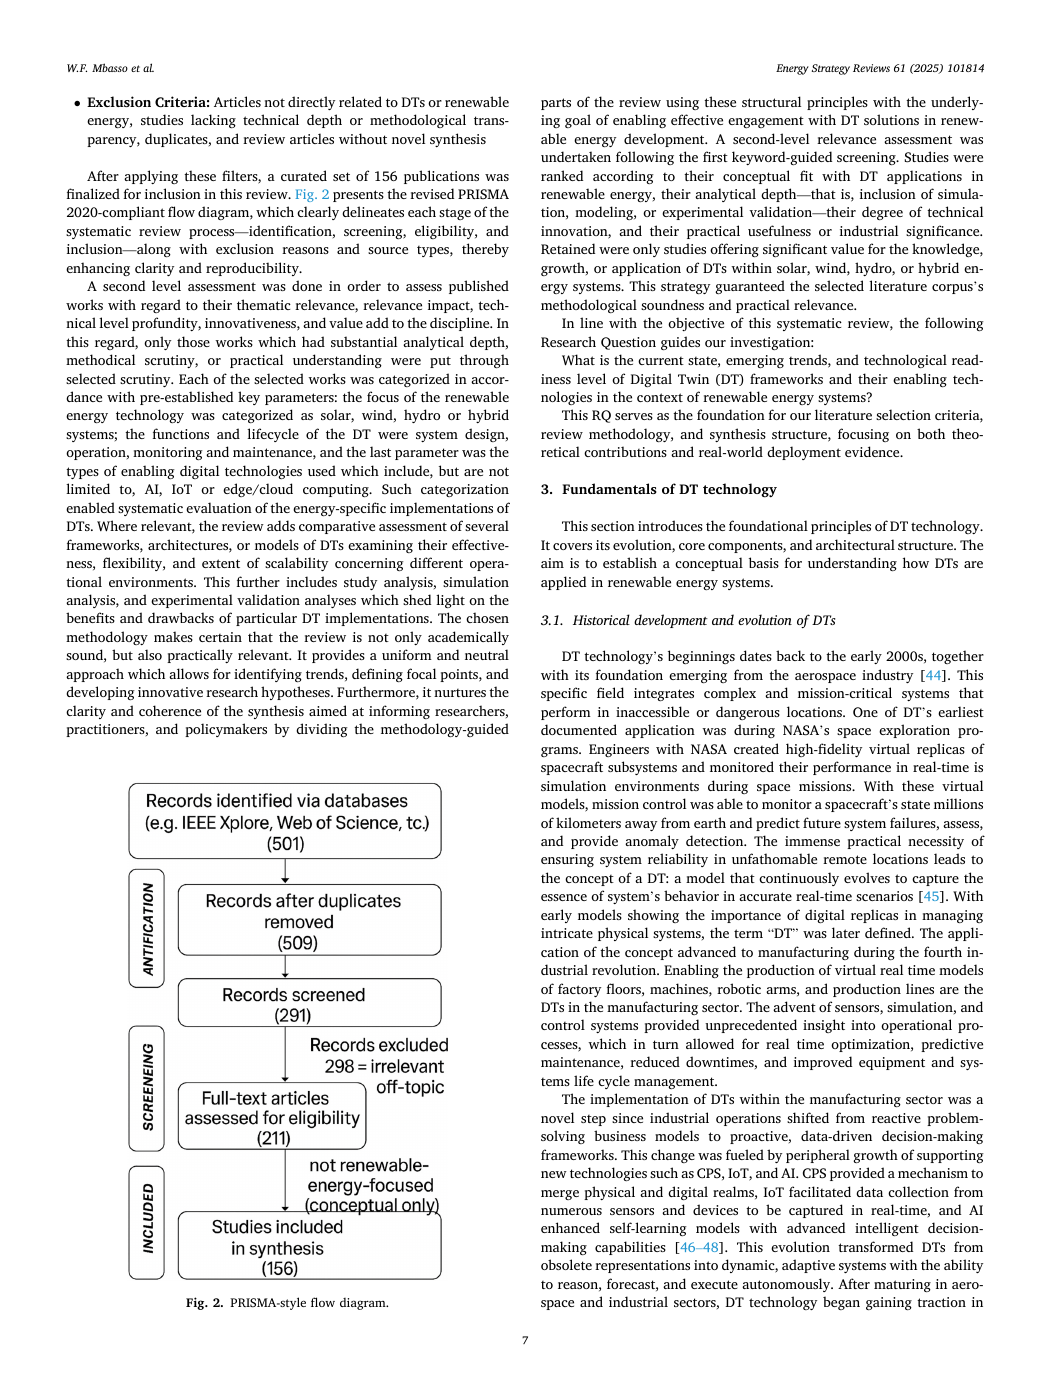 W.F. Mbasso et al.
Energy Strategy Reviews 61 (2025) 101814
• Exclusion Criteria: Articles not directly related to DTs or renewable
energy, studies lacking technical depth or methodological trans-
parency, duplicates, and review articles without novel synthesis
After applying these filters, a curated set of 156 publications was
finalized for inclusion in this review. Fig. 2 presents the revised PRISMA
2020-compliant flow diagram, which clearly delineates each stage of the
systematic review process—identification, screening, eligibility, and
inclusion—along with exclusion reasons and source types, thereby
enhancing clarity and reproducibility.
A second level assessment was done in order to assess published
works with regard to their thematic relevance, relevance impact, tech-
nical level profundity, innovativeness, and value add to the discipline. In
this regard, only those works which had substantial analytical depth,
methodical scrutiny, or practical understanding were put through
selected scrutiny. Each of the selected works was categorized in accor-
dance with pre-established key parameters: the focus of the renewable
energy technology was categorized as solar, wind, hydro or hybrid
systems; the functions and lifecycle of the DT were system design,
operation, monitoring and maintenance, and the last parameter was the
types of enabling digital technologies used which include, but are not
limited to, AI, IoT or edge/cloud computing. Such categorization
enabled systematic evaluation of the energy-specific implementations of
DTs. Where relevant, the review adds comparative assessment of several
frameworks, architectures, or models of DTs examining their effective-
ness, flexibility, and extent of scalability concerning different opera-
tional environments. This further includes study analysis, simulation
analysis, and experimental validation analyses which shed light on the
benefits and drawbacks of particular DT implementations. The chosen
methodology makes certain that the review is not only academically
sound, but also practically relevant. It provides a uniform and neutral
approach which allows for identifying trends, defining focal points, and
developing innovative research hypotheses. Furthermore, it nurtures the
clarity and coherence of the synthesis aimed at informing researchers,
practitioners, and policymakers by dividing the methodology-guided
Records identified via databases
(e.g. IEEE Xplore, Web of Science, tc.)
(501)
ANTIFICATION
Records after duplicates
removed
(509)
Records screened
(291)
SCREENEING
Records excluded
298 = irrelevant
off-topic
Full-text articles
assessed for eligibility
(211)
not renewable-
energy-focused
(conceptual only)
INCLUDED
Studies included
in synthesis
(156)
Fig. 2. PRISMA-style flow diagram.
parts of the review using these structural principles with the underly-
ing goal of enabling effective engagement with DT solutions in renew-
able energy development. A second-level relevance assessment was
undertaken following the first keyword-guided screening. Studies were
ranked according to their conceptual fit with DT applications in
renewable energy, their analytical depth—that is, inclusion of simula-
tion, modeling, or experimental validation—their degree of technical
innovation, and their practical usefulness or industrial significance.
Retained were only studies offering significant value for the knowledge,
growth, or application of DTs within solar, wind, hydro, or hybrid en-
ergy systems. This strategy guaranteed the selected literature corpus's
methodological soundness and practical relevance.
In line with the objective of this systematic review, the following
Research Question guides our investigation:
What is the current state, emerging trends, and technological read-
iness level of Digital Twin (DT) frameworks and their enabling tech-
nologies in the context of renewable energy systems?
This RQ serves as the foundation for our literature selection criteria,
review methodology, and synthesis structure, focusing on both theo-
retical contributions and real-world deployment evidence.
3. Fundamentals of DT technology
This section introduces the foundational principles of DT technology.
It covers its evolution, core components, and architectural structure. The
aim is to establish a conceptual basis for understanding how DTs are
applied in renewable energy systems.
3.1. Historical development and evolution of DTs
DT technology's beginnings dates back to the early 2000s, together
with its foundation emerging from the aerospace industry [44]. This
specific field integrates complex and mission-critical systems that
perform in inaccessible or dangerous locations. One of DT's earliest
documented application was during NASA's space exploration pro-
grams. Engineers with NASA created high-fidelity virtual replicas of
spacecraft subsystems and monitored their performance in real-time is
simulation environments during space missions. With these virtual
models, mission control was able to monitor a spacecraft's state millions
of kilometers away from earth and predict future system failures, assess,
and provide anomaly detection. The immense practical necessity of
ensuring system reliability in unfathomable remote locations leads to
the concept of a DT: a model that continuously evolves to capture the
essence of system's behavior in accurate real-time scenarios [45]. With
early models showing the importance of digital replicas in managing
intricate physical systems, the term “DT” was later defined. The appli-
cation of the concept advanced to manufacturing during the fourth in-
dustrial revolution. Enabling the production of virtual real time models
of factory floors, machines, robotic arms, and production lines are the
DTs in the manufacturing sector. The advent of sensors, simulation, and
control systems provided unprecedented insight into operational pro-
cesses, which in turn allowed for real time optimization, predictive
maintenance, reduced downtimes, and improved equipment and sys-
tems life cycle management.
The implementation of DTs within the manufacturing sector was a
novel step since industrial operations shifted from reactive problem-
solving business models to proactive, data-driven decision-making
frameworks. This change was fueled by peripheral growth of supporting
new technologies such as CPS, IoT, and AI. CPS provided a mechanism to
merge physical and digital realms, IoT facilitated data collection from
numerous sensors and devices to be captured in real-time, and AI
enhanced self-learning models with advanced intelligent decision-
making capabilities [46–48]. This evolution transformed DTs from
obsolete representations into dynamic, adaptive systems with the ability
to reason, forecast, and execute autonomously. After maturing in aero-
space and industrial sectors, DT technology began gaining traction in
7